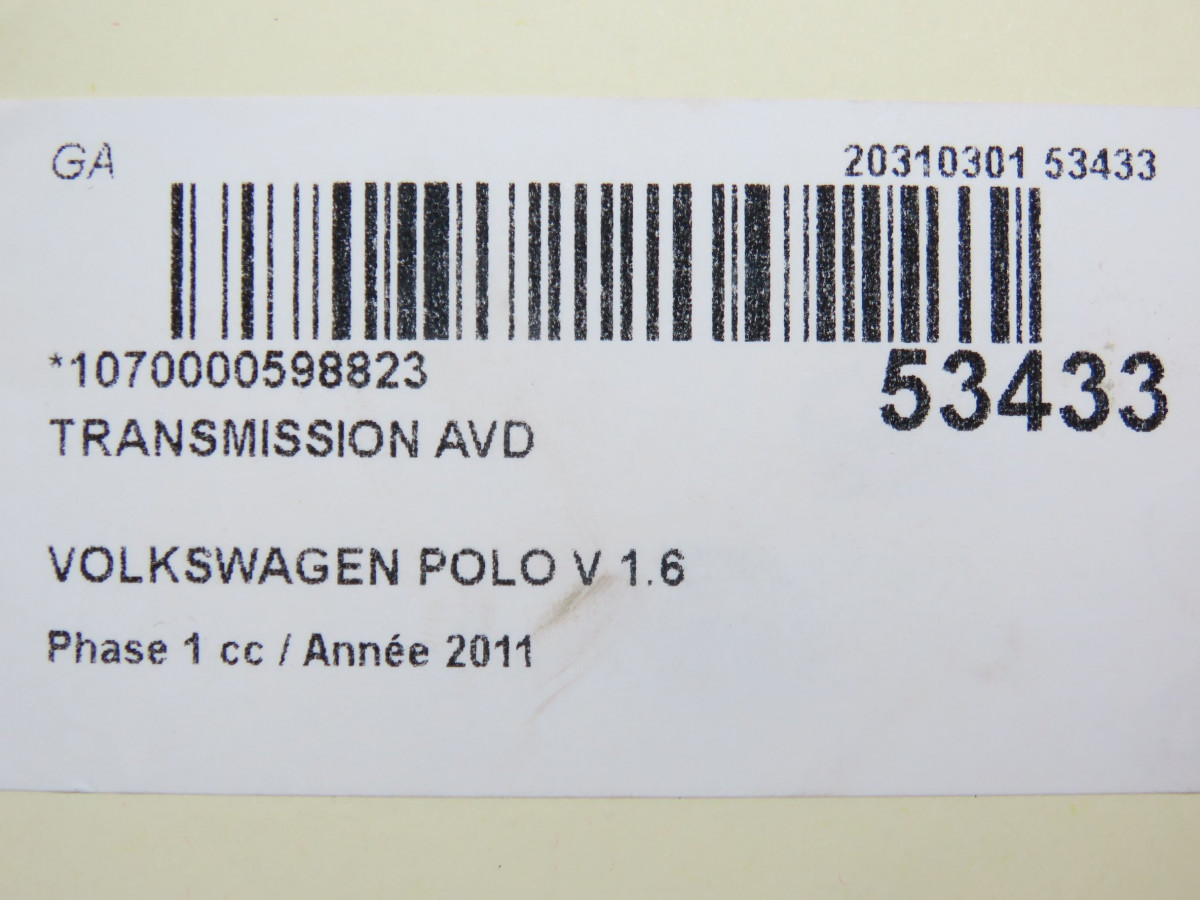 GA
20310301 53433
*1070000598823
53433
TRANSMISSION AVD
VOLKSWAGEN POLO V 1.6
Phase 1 cc / Année 2011